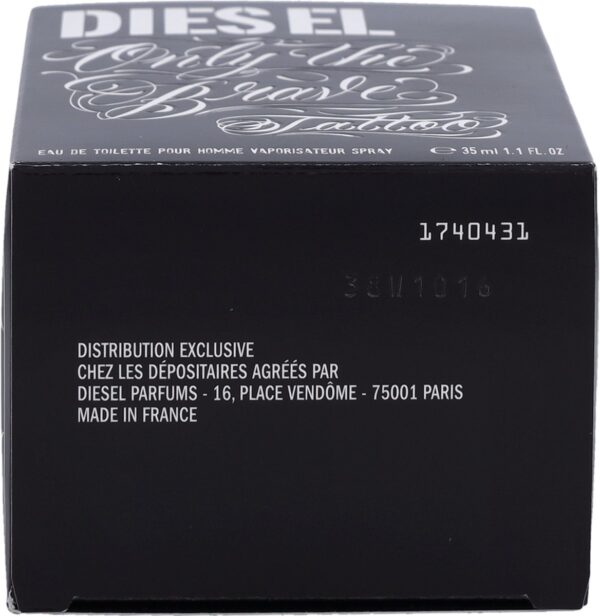 DIESEL
Only the
Brave
Tattoo
EAU DE TOILETTE POUR HOMME VAPORISATEUR SPRAY ℮ 35 ml 1.1 FL.OZ
1740431
38W1016
DISTRIBUTION EXCLUSIVE
CHEZ LES DÉPOSITAIRES AGRÉÉS PAR
DIESEL PARFUMS - 16, PLACE VENDÔME - 75001 PARIS
MADE IN FRANCE